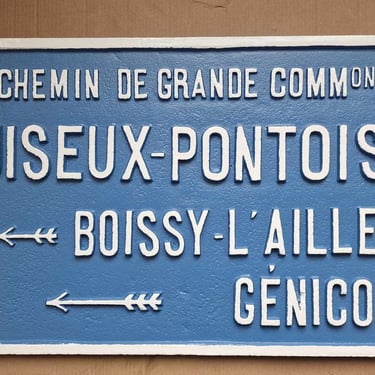 CHEMIN DE GRANDE COMMON
ISEUX-PONTOIS
BOISSY-L'AILLE
GÉNICO